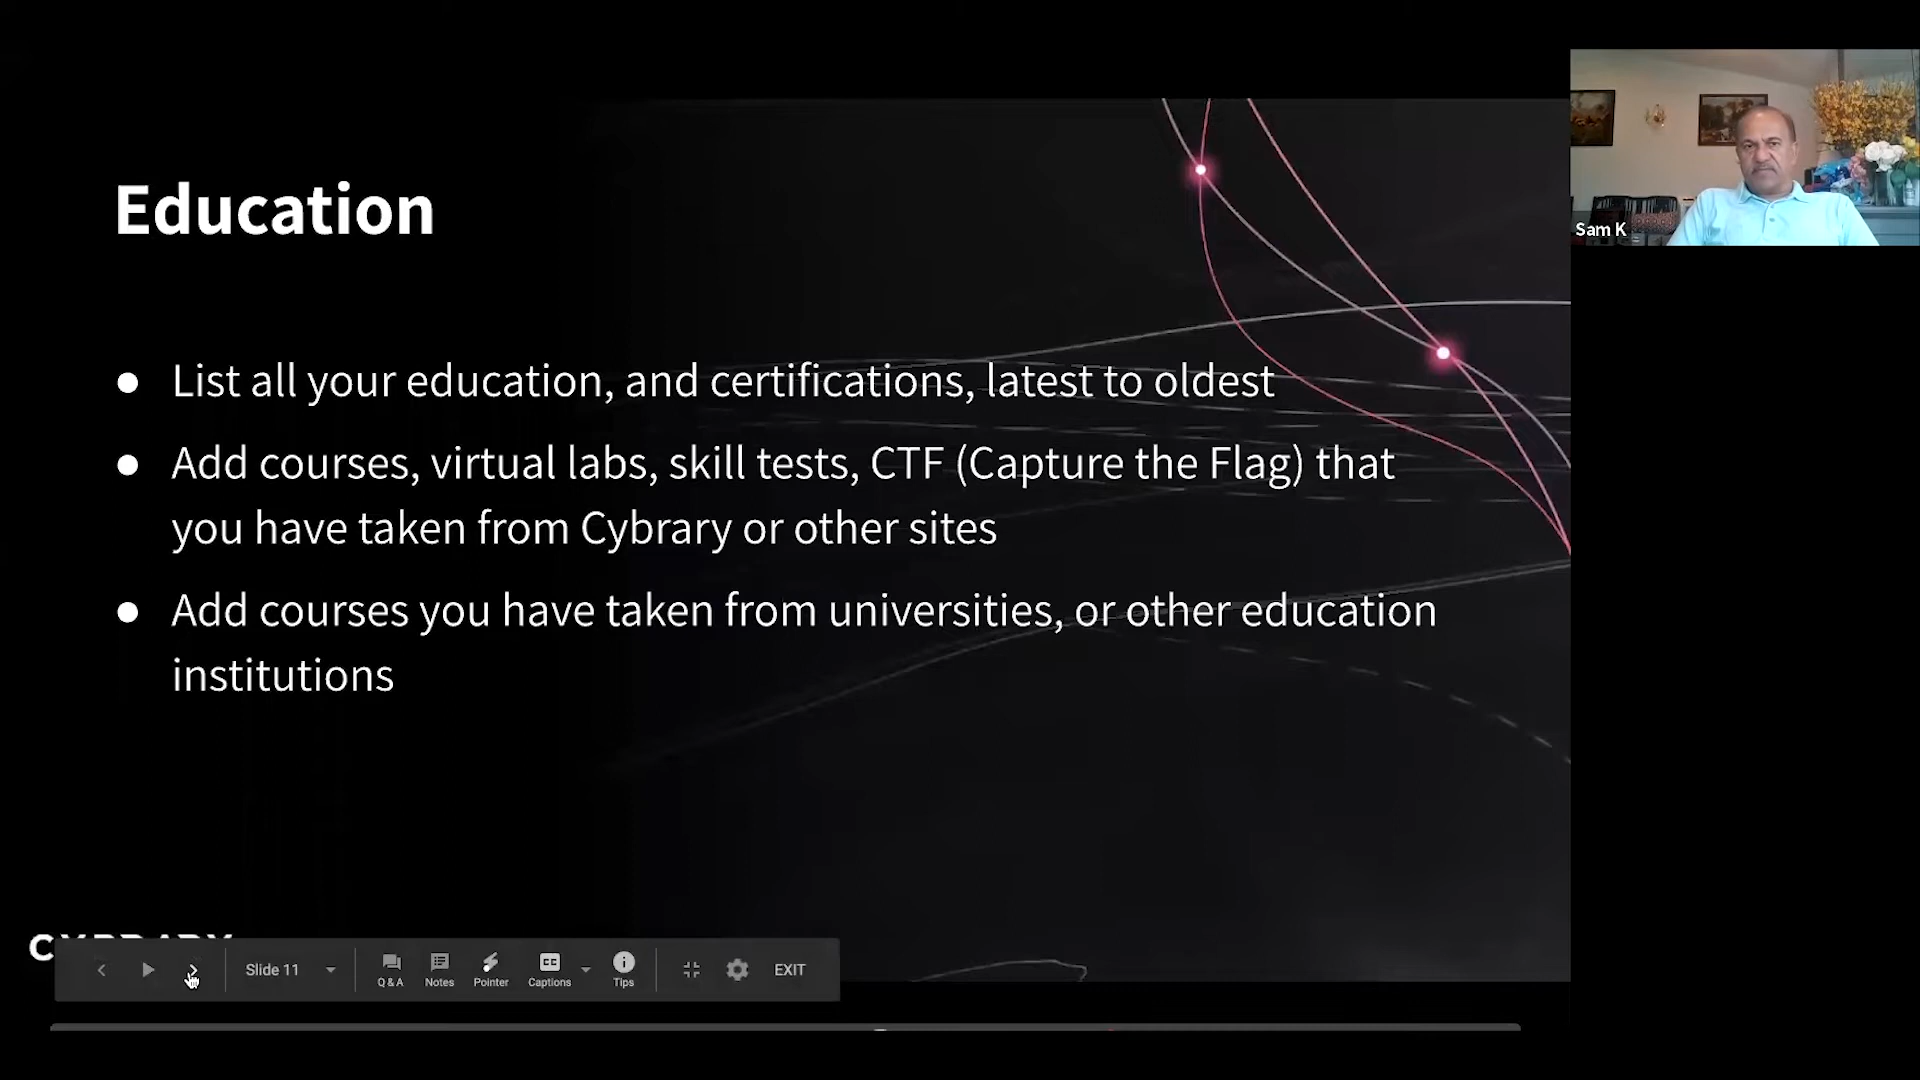 Education
Sam K
● List all your education, and certifications, latest to oldest
● Add courses, virtual labs, skill tests, CTF (Capture the Flag) that
you have taken from Cybrary or other sites
● Add courses you have taken from universities, or other education
institutions
Slide 11
Q & A
Notes
Pointer
CC
Captions
Tips
EXIT